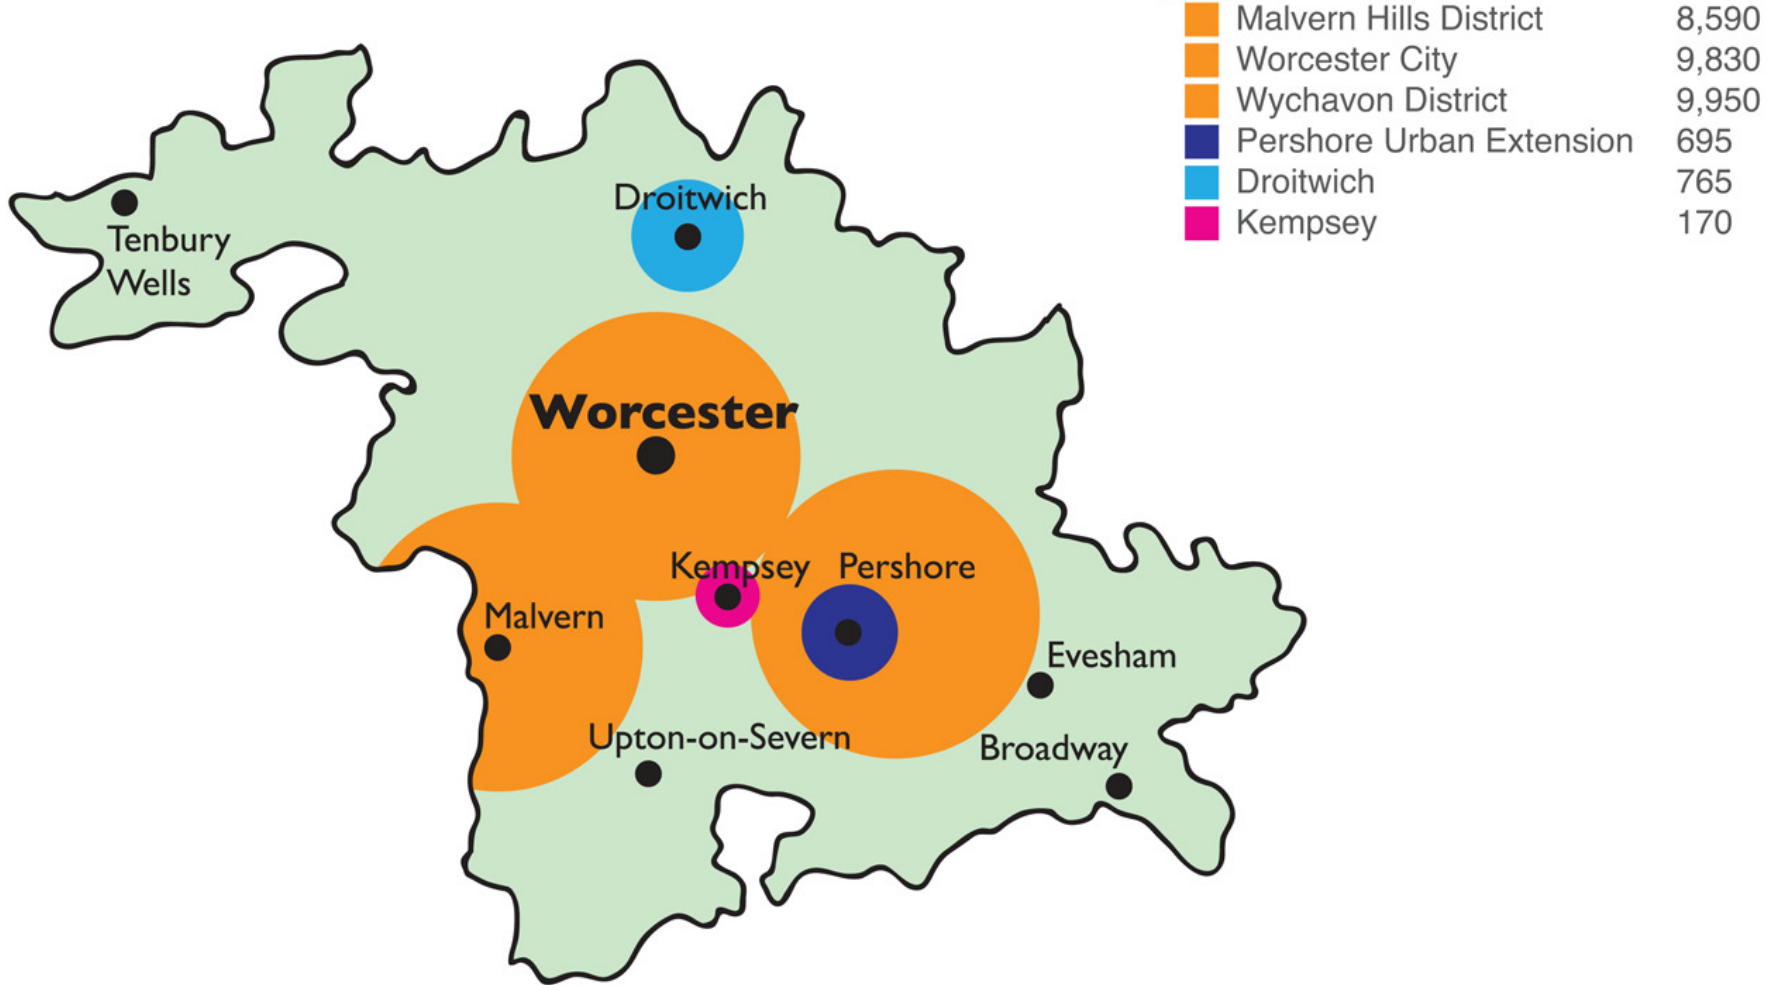 Malvern Hills District 8,590
Worcester City 9,830
Wychavon District 9,950
Pershore Urban Extension 695
Droitwich 765
Kempsey 170
Droitwich
Tenbury
Wells
Worcester
Kempsey Pershore
Malvern
Evesham
Upton-on-Severn
Broadway